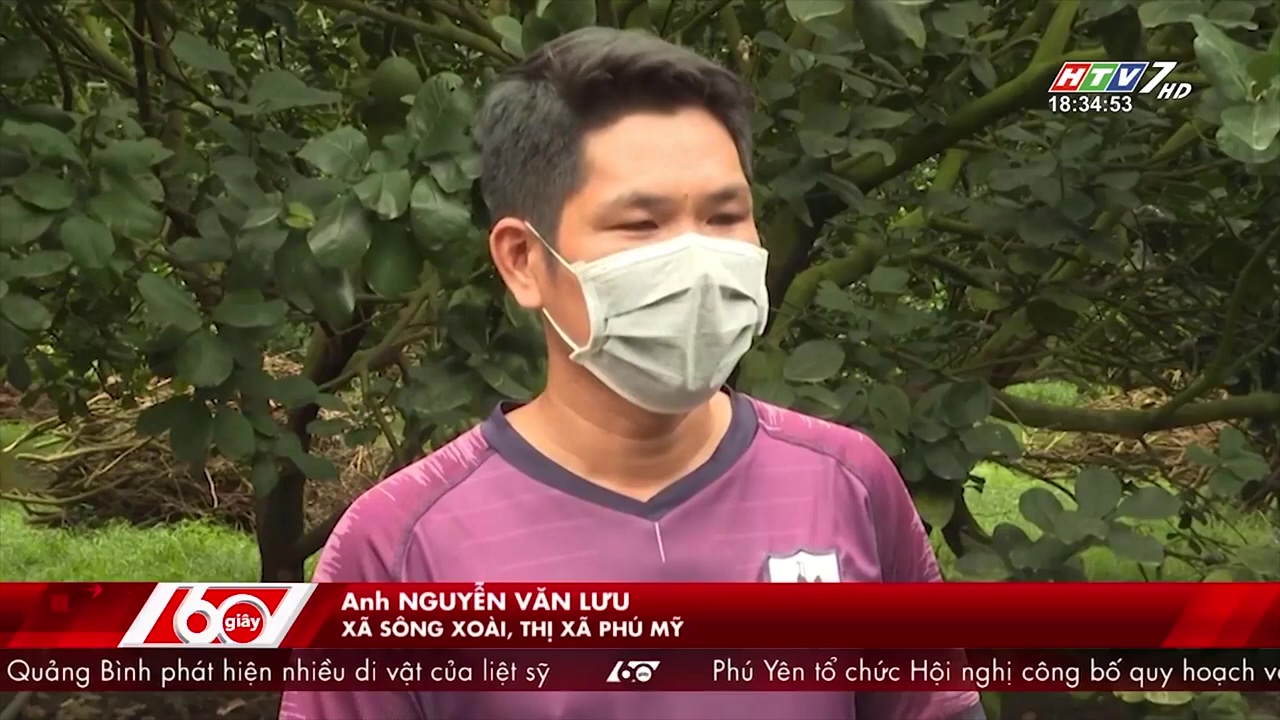 HTV7 HD
18:34:53
60 giây
Anh NGUYỄN VĂN LƯU
XÃ SÔNG XOÀI, THỊ XÃ PHÚ MỸ
Quảng Bình phát hiện nhiều di vật của liệt sỹ 60 giây Phú Yên tổ chức Hội nghị công bố quy hoạch